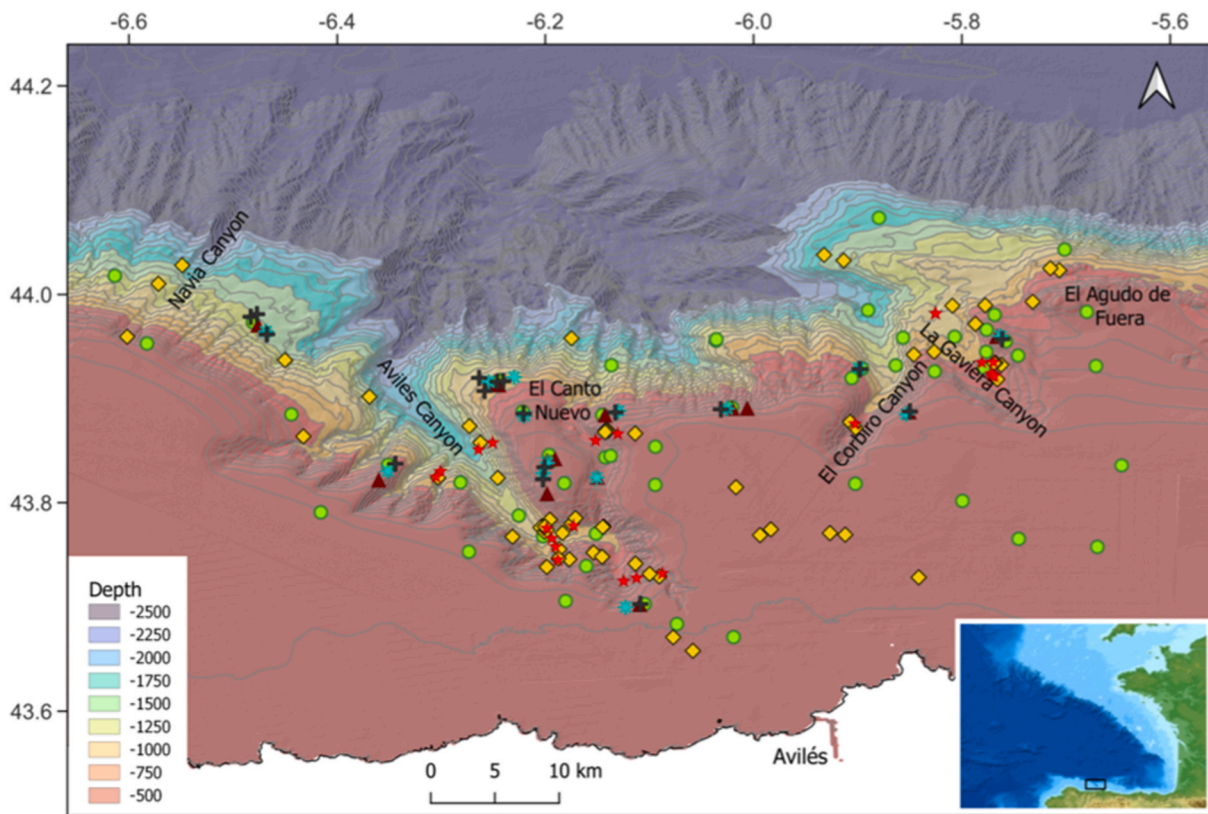 -6.6 -6.4 -6.2 -6.0 -5.8 -5.6
44.2
44.0
43.8
43.6
Navia Canyon
Aviles Canyon
El Canto
Nuevo
El Corbiro Canyon
La Gaviera Canyon
El Agudo de
Fuera
Depth
-2500
-2250
-2000
-1750
-1500
-1250
-1000
-750
-500
0 5 10 km
Avilés